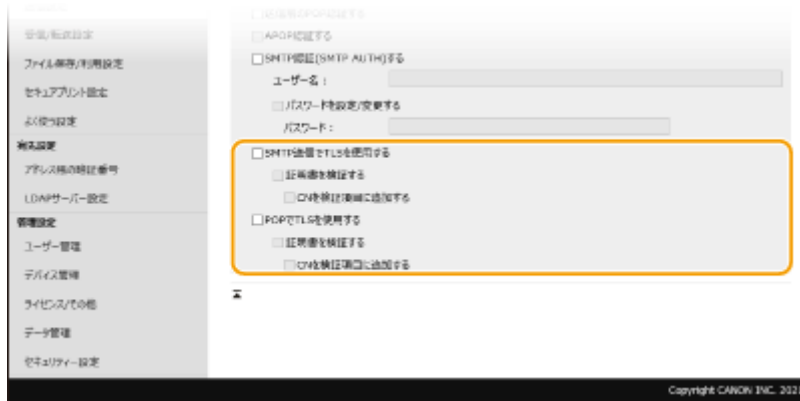 受信/転送設定
ファイル保存/利用設定
セキュアプリント設定
よく使う設定
宛先設定
アドレス帳の暗証番号
LDAPサーバー設定
管理設定
ユーザー管理
デバイス管理
ライセンス/その他
データ管理
セキュリティー設定
APOP認証する
SMTP認証(SMTP AUTH)する
ユーザー名：
パスワードを設定/変更する
パスワード：
SMTP送信でTLSを使用する
証明書を検証する
CNを検証項目に追加する
POPでTLSを使用する
証明書を検証する
CNを検証項目に追加する
Copyright CANON INC. 202